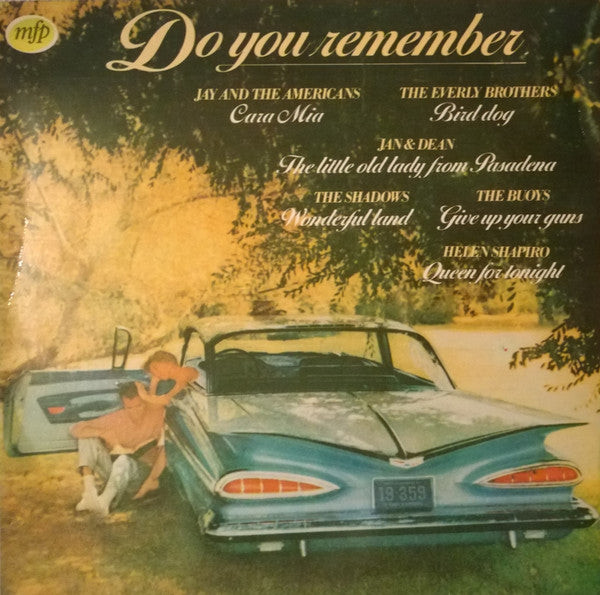 mfp
Do you remember
JAY AND THE AMERICANS
Cara Mia
THE EVERLY BROTHERS
Bird dog
JAN & DEAN
The little old lady from Pasadena
THE SHADOWS
Wonderful land
THE BUOYS
Give up your guns
HELEN SHAPIRO
Queen for tonight
19-359